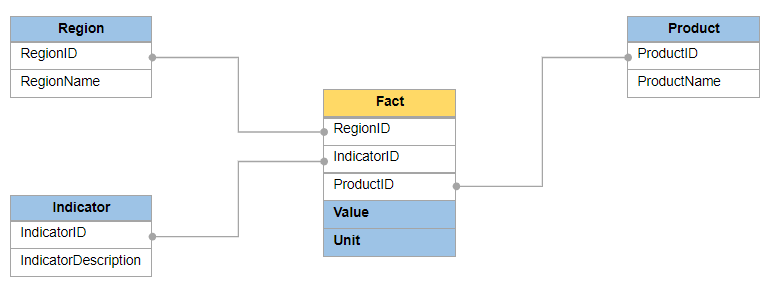 Region
RegionID
RegionName
Product
ProductID
ProductName
Fact
RegionID
IndicatorID
ProductID
Value
Unit
Indicator
IndicatorID
IndicatorDescription